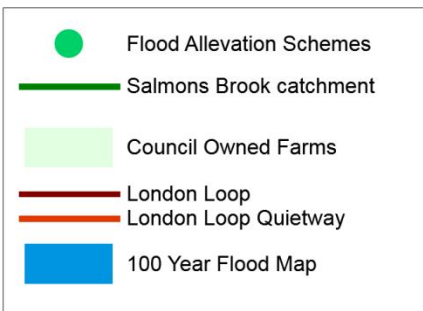 Flood Allevation Schemes
Salmons Brook catchment
Council Owned Farms
London Loop
London Loop Quietway
100 Year Flood Map